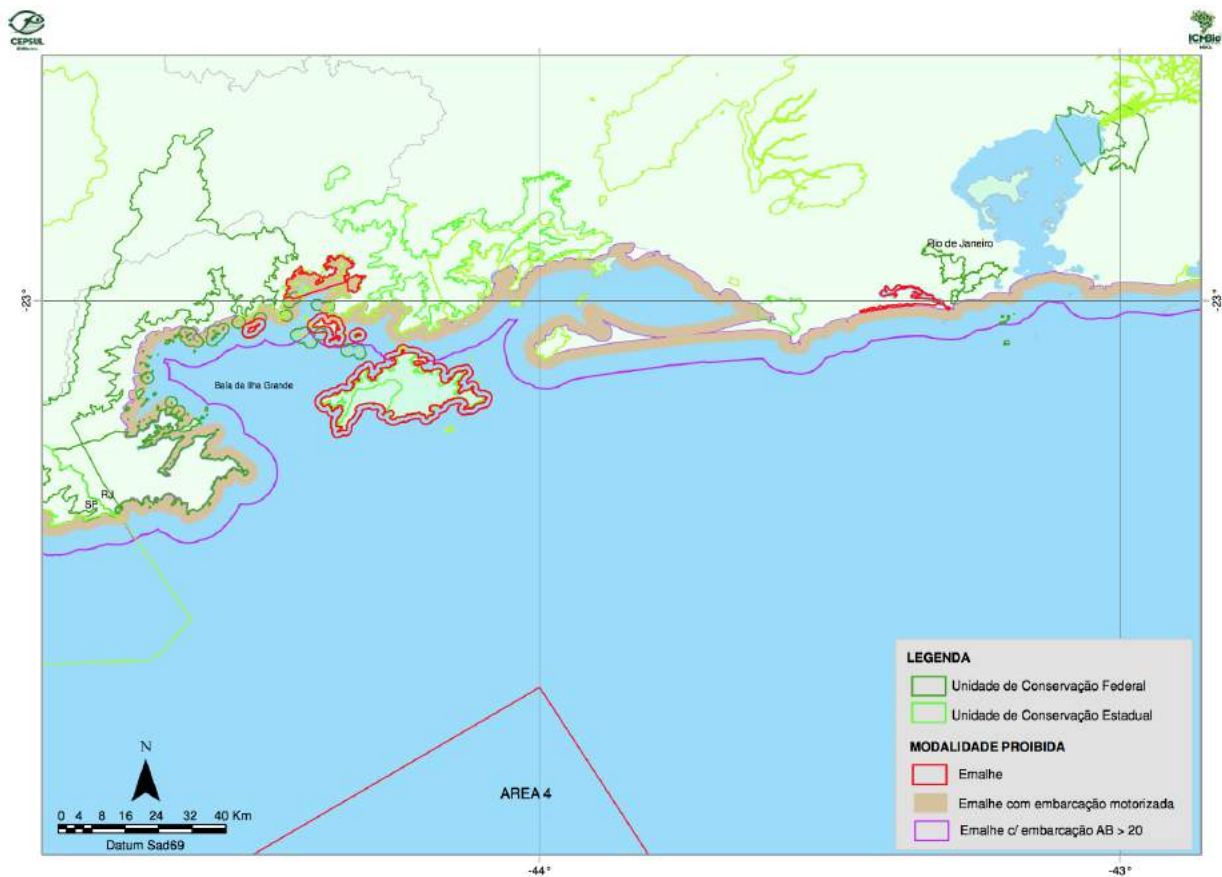 CEPSUL
ICMBio
MMA
Rio de Janeiro
-23°
-23°
Baía da Ilha Grande
RJ
SP
LEGENDA
Unidade de Conservação Federal
Unidade de Conservação Estadual
MODALIDADE PROIBIDA
Emalhe
Emalhe com embarcação motorizada
Emalhe c/ embarcação AB > 20
N
AREA 4
0 4 8 16 24 32 40 Km
Datum Sad69
-44°
-43°